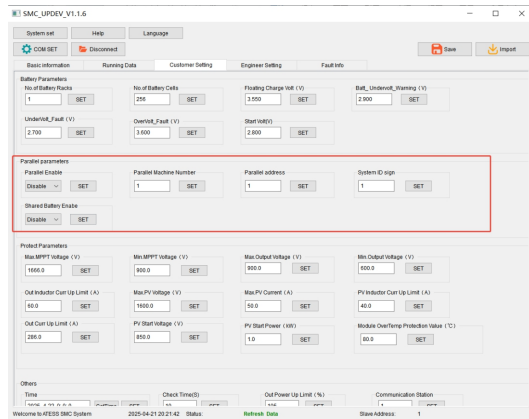 SMC_UPDEV_V1.1.6
System set Help Language
COM SET Disconnect Save Import
Basic information Running Data Customer Setting Engineer Setting Fault Info
Battery Parameters
No.of Battery Racks No.of Battery Cells Floating Charge Volt (V) Batt_Undervolt_Warning (V)
1 SET 256 SET 3.550 SET 2.900 SET
UnderVolt_Fault (V) OverVolt_Fault (V) Start Volt(V)
2.700 SET 3.600 SET 2.800 SET
Parallel parameters
Parallel Enable Parallel Machine Number Parallel address System ID sign
Disable SET 1 SET 1 SET 1 SET
Shared Battery Enabe
Disable SET
Protect Parameters
Max.MPPT Voltage (V) Min.MPPT Voltage (V) Max.Output Voltage (V) Min.Output Voltage (V)
1666.0 SET 900.0 SET 900.0 SET 600.0 SET
Out Inductor Curr Up Limit (A) Max.PV Voltage (V) Max.PV Current (A) PV Inductor Curr Up Limit (A)
60.0 SET 1600.0 SET 50.0 SET 40.0 SET
Out Curr Up Limit (A) PV Start Voltage (V) PV Start Power (kW) Module OverTemp Protection Value (℃)
286.0 SET 850.0 SET 1.0 SET 80.0 SET
Others
Time Check Time(S) Out Power Up Limit (%) Communication Station
SET SET SET
Welcome to ATESS SMC System 2025-04-21 20:21:42 Status: Refresh Data Slave Address: 1